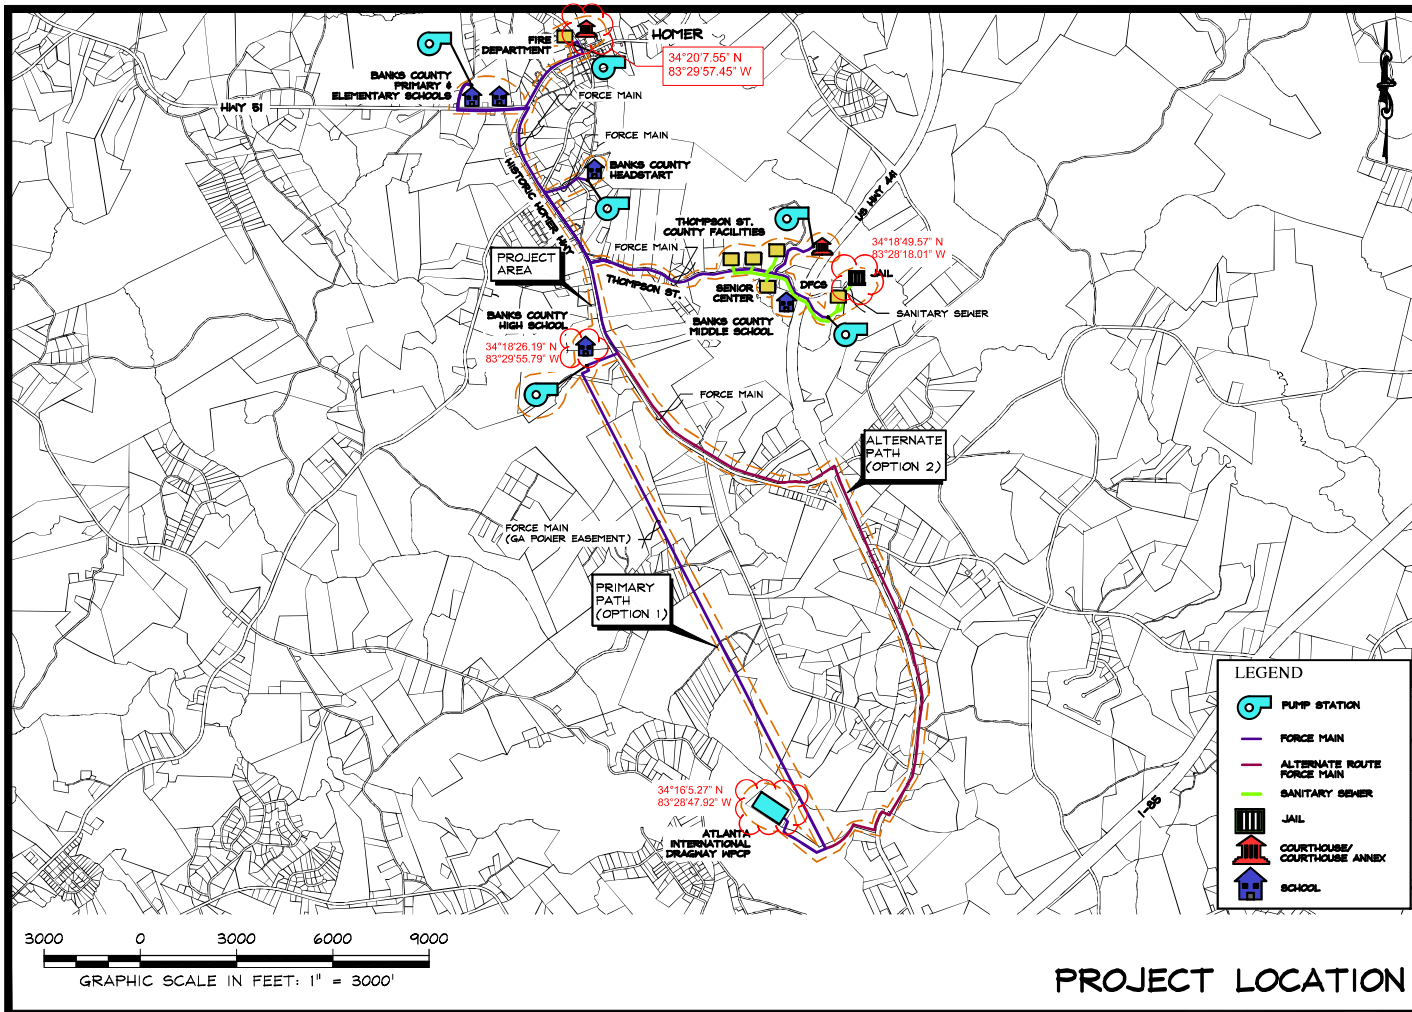 HOMER
FIRE
DEPARTMENT
34°20'7.55" N
83°29'57.45" W
BANKS COUNTY
PRIMARY &
ELEMENTARY SCHOOLS
FORCE MAIN
HWY 51
FORCE MAIN
HISTORIC HOMER HWY
BANKS COUNTY
HEADSTART
US HWY 441
THOMPSON ST.
COUNTY FACILITIES
34°18'49.57" N
83°28'18.01" W
FORCE MAIN
PROJECT
AREA
THOMPSON ST.
SENIOR
CENTER
DFCS
JAIL
SANITARY SEWER
BANKS COUNTY
HIGH SCHOOL
BANKS COUNTY
MIDDLE SCHOOL
34°18'26.19" N
83°29'55.79" W
FORCE MAIN
ALTERNATE
PATH
(OPTION 2)
FORCE MAIN
(GA POWER EASEMENT)
PRIMARY
PATH
(OPTION 1)
34°16'5.27" N
83°28'47.92" W
ATLANTA
INTERNATIONAL
DRAGWAY WPCP
I-85
LEGEND
PUMP STATION
FORCE MAIN
ALTERNATE ROUTE
FORCE MAIN
SANITARY SEWER
JAIL
COURTHOUSE/
COURTHOUSE ANNEX
SCHOOL
3000 0 3000 6000 9000
GRAPHIC SCALE IN FEET: 1" = 3000'
PROJECT LOCATION